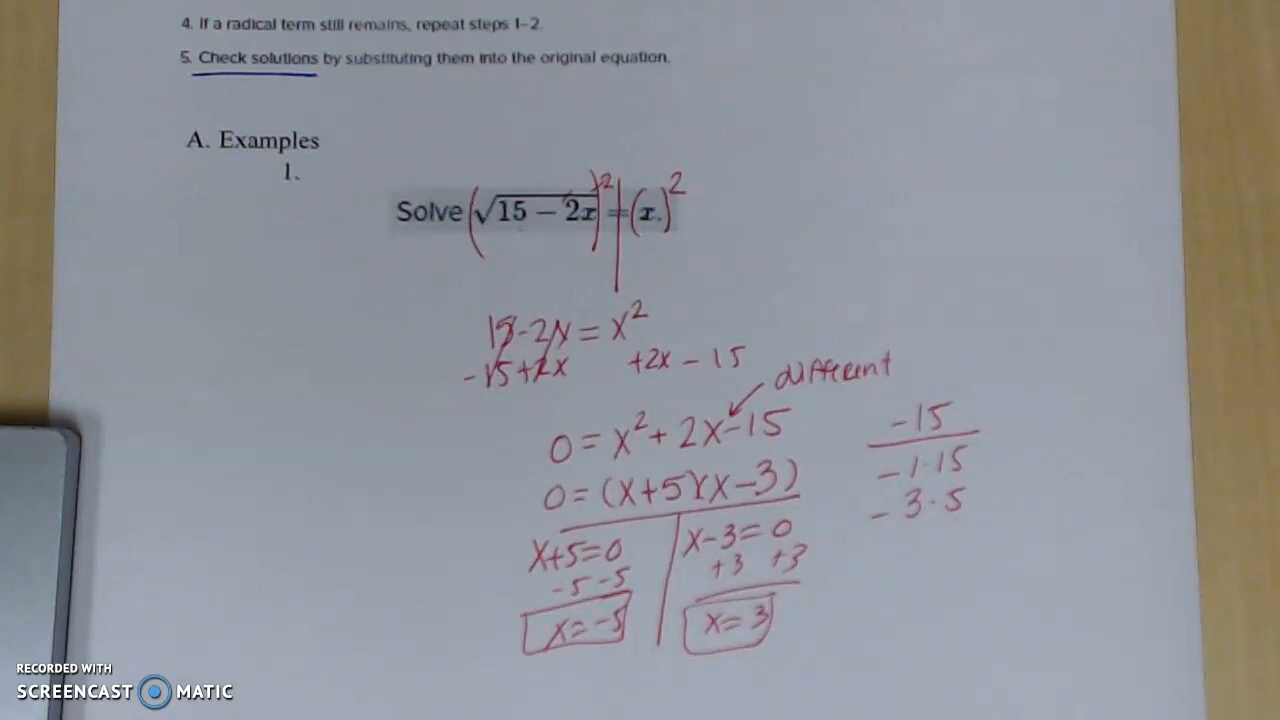 4. If a radical term still remains, repeat steps 1-2.
5. Check solutions by substituting them into the original equation.
A. Examples
1.
Solve (√15 − 2x)² = (x)²
15-2x = x²
-15+2x +2x - 15
different
0 = x² + 2x - 15
-15
0 = (x+5)(x-3)
-1·15
-3·5
x+5=0
x-3=0
-5 -5
+3 +3
x=-5
x=3
RECORDED WITH
SCREENCAST MATIC